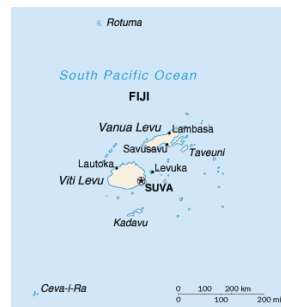 Rotuma
South Pacific Ocean
FIJI
Vanua Levu
Lambasa
Savusavu
Taveuni
Lautoka
Levuka
Viti Levu
SUVA
Kadavu
Ceva-I-Ra
0 100 200 km
0 100 200 mi